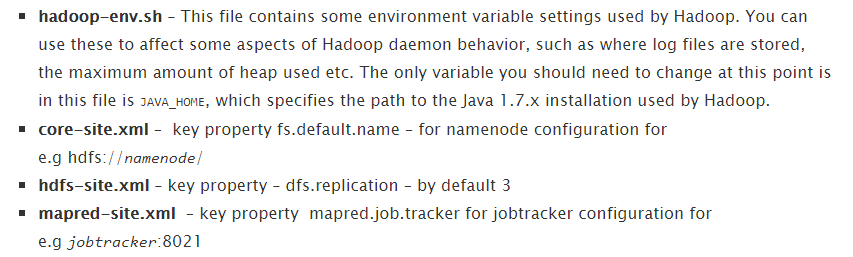 ▪ hadoop-env.sh – This file contains some environment variable settings used by Hadoop. You can
use these to affect some aspects of Hadoop daemon behavior, such as where log files are stored,
the maximum amount of heap used etc. The only variable you should need to change at this point is
in this file is JAVA_HOME, which specifies the path to the Java 1.7.x installation used by Hadoop.
▪ core-site.xml –  key property fs.default.name – for namenode configuration for
e.g hdfs://namenode/
▪ hdfs-site.xml – key property – dfs.replication – by default 3
▪ mapred-site.xml  – key property  mapred.job.tracker for jobtracker configuration for
e.g jobtracker:8021